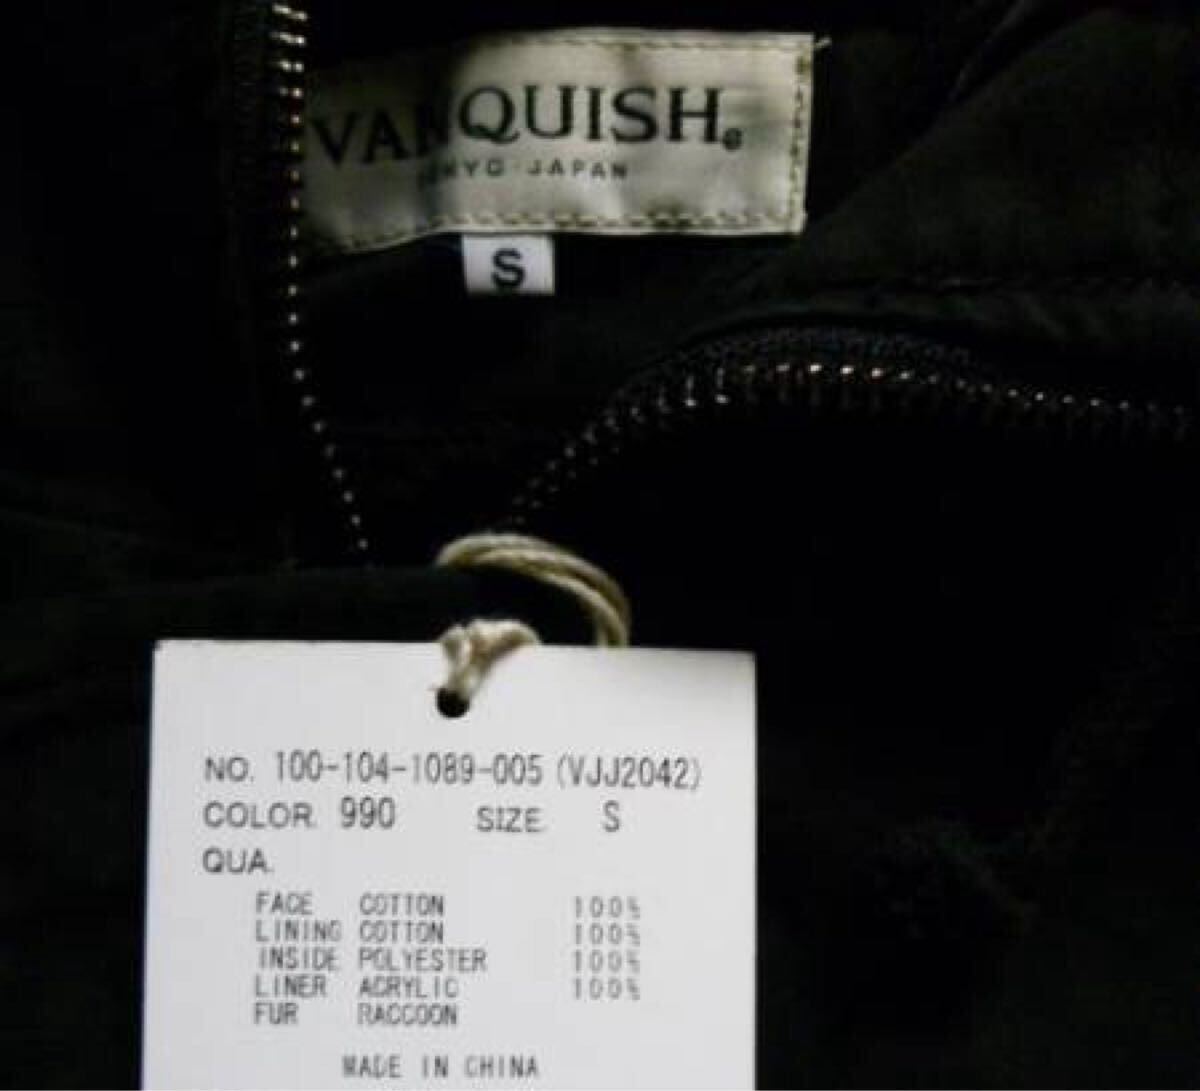 VANQUISH
TOKYO JAPAN
S
NO. 100-104-1089-005 (VJJ2042)
COLOR. 990 SIZE. S
QUA.
FACE COTTON 100%
LINING COTTON 100%
INSIDE POLYESTER 100%
LINER ACRYLIC 100%
FUR RACCOON
MADE IN CHINA